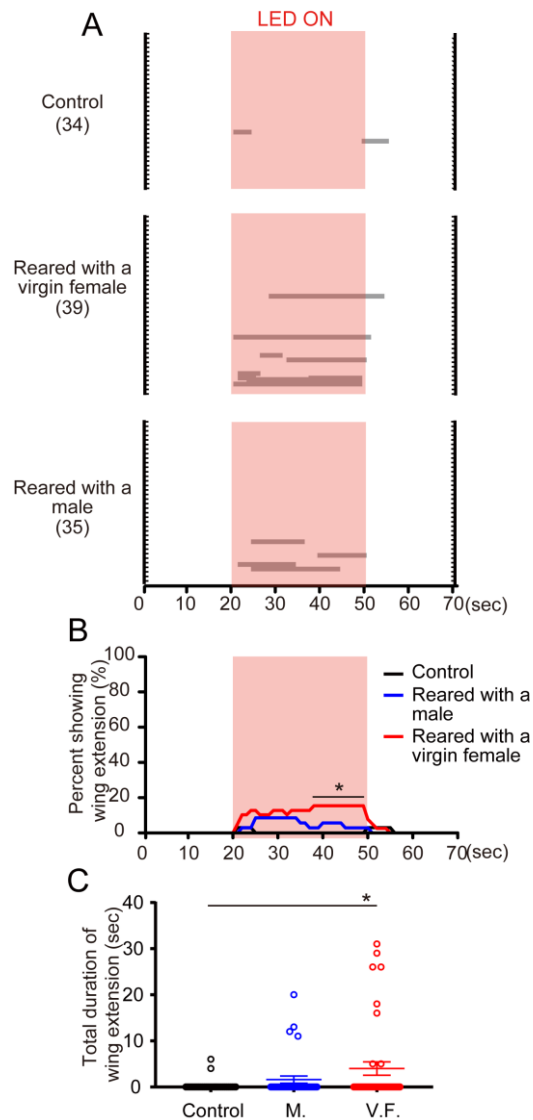 A
LED ON
Control
(34)
Reared with a
virgin female
(39)
Reared with a
male
(35)
0 10 20 30 40 50 60 70(sec)
B
Percent showing
wing extension (%)
100
80
60
40
20
0
Control
Reared with a
male
Reared with a
virgin female
*
0 10 20 30 40 50 60 70(sec)
C
Total duration of
wing extension (sec)
40
30
20
10
0
*
Control M. V.F.